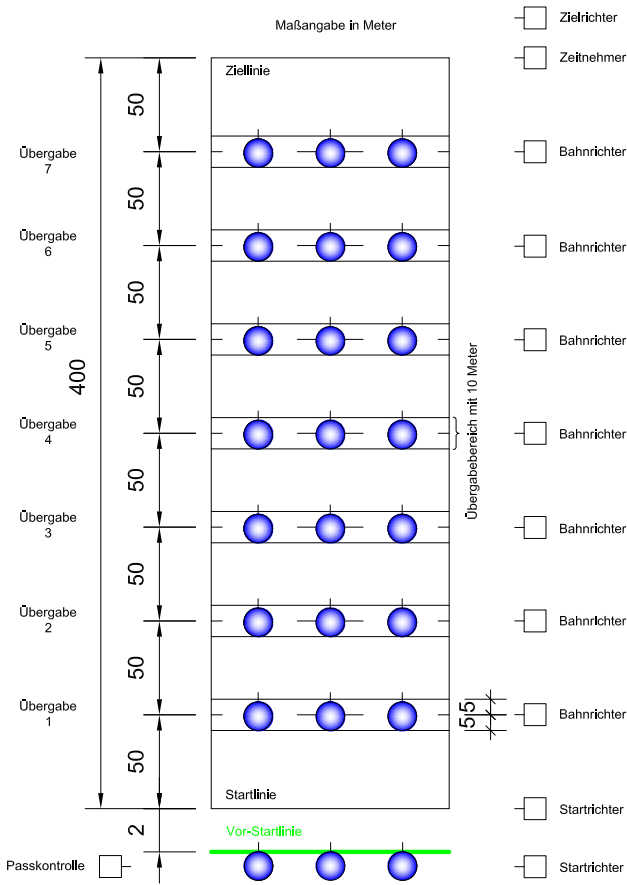 Maßangabe in Meter
Zielrichter
Zeitnehmer
Ziellinie
50
Übergabe
7
Bahnrichter
50
Übergabe
6
Bahnrichter
50
Übergabe
5
Bahnrichter
400
50
Übergabe
4
Übergabebereich mit 10 Meter
Bahnrichter
50
Übergabe
3
Bahnrichter
50
Übergabe
2
Bahnrichter
50
Übergabe
1
5
5
Bahnrichter
50
Startlinie
Startrichter
2
Vor-Startlinie
Passkontrolle
Startrichter